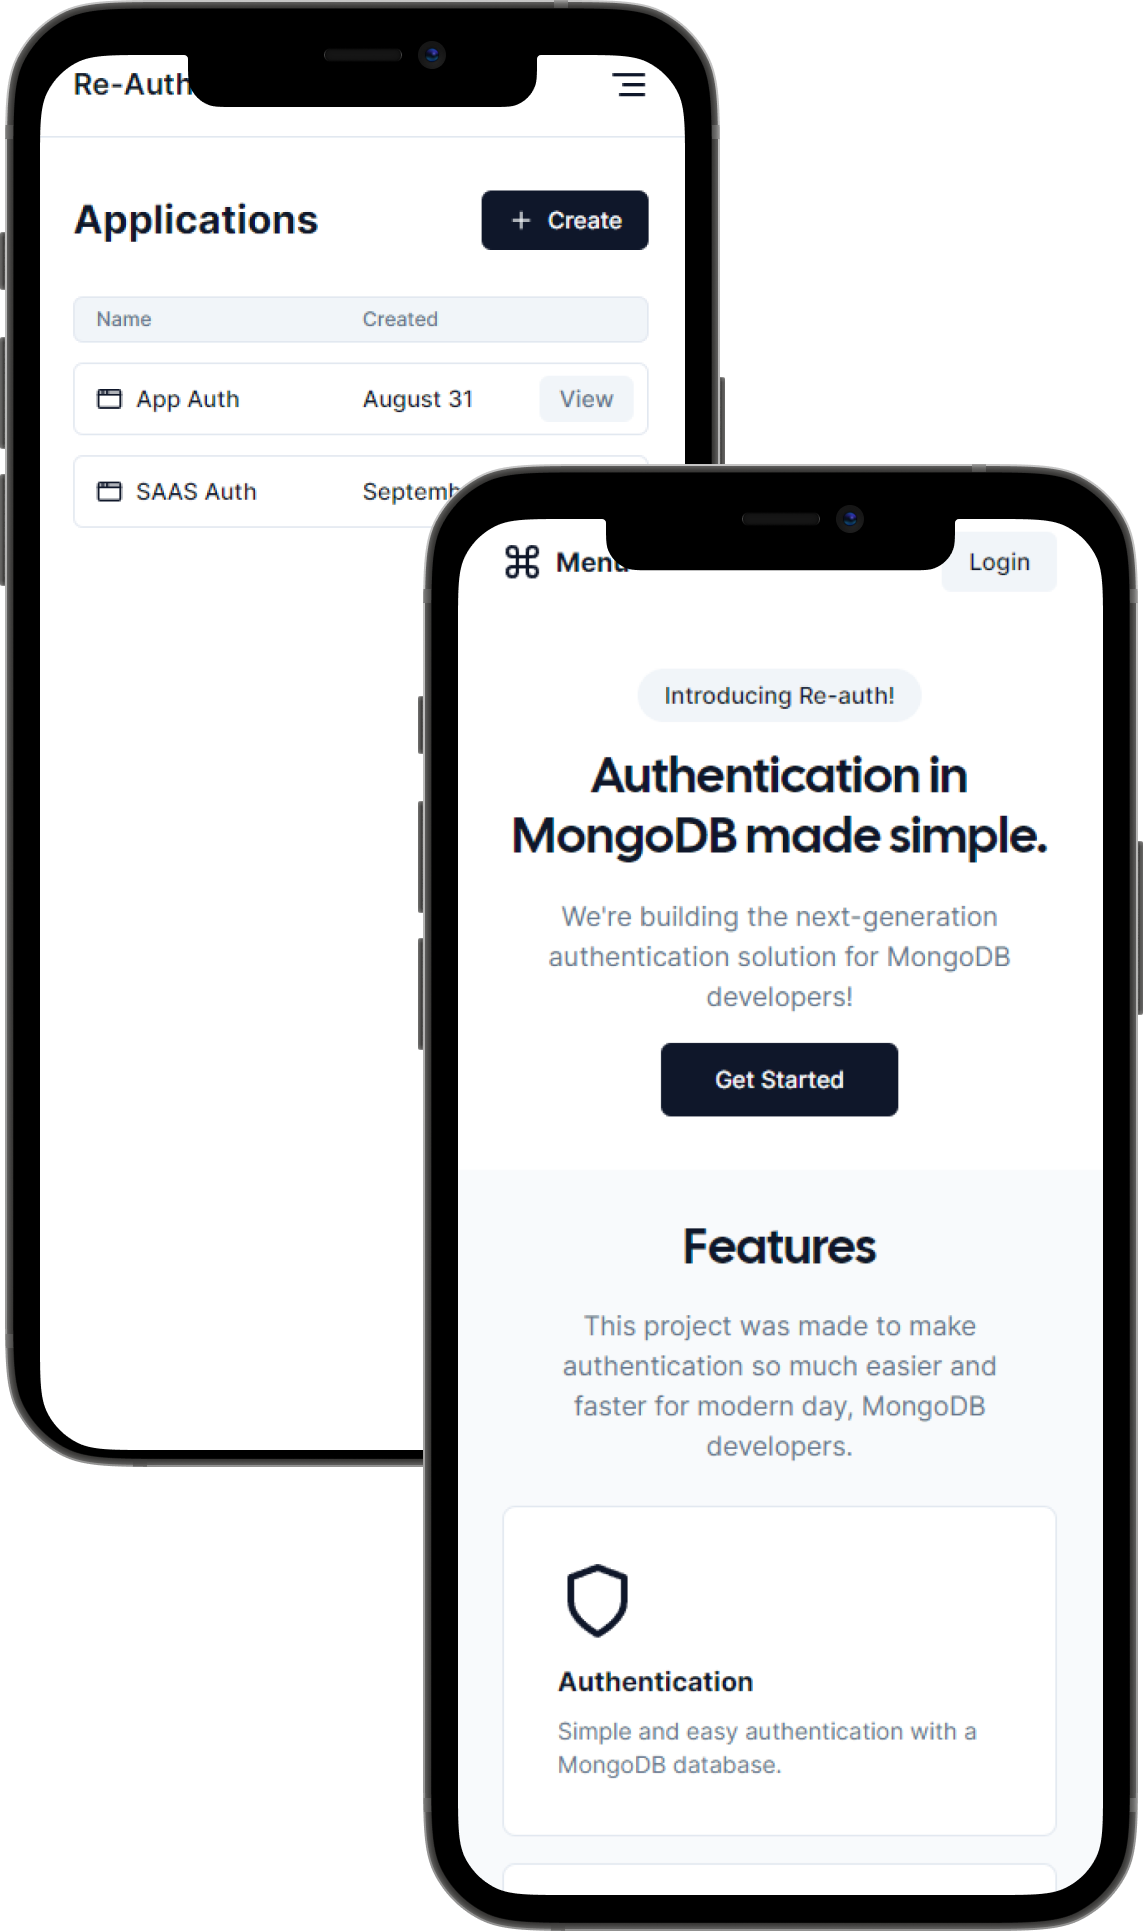 Re-Auth
Applications
+ Create
Name Created
App Auth August 31 View
SAAS Auth
Menu Login
Introducing Re-auth!
Authentication in
MongoDB made simple.
We're building the next-generation
authentication solution for MongoDB
developers!
Get Started
Features
This project was made to make
authentication so much easier and
faster for modern day, MongoDB
developers.
Authentication
Simple and easy authentication with a
MongoDB database.